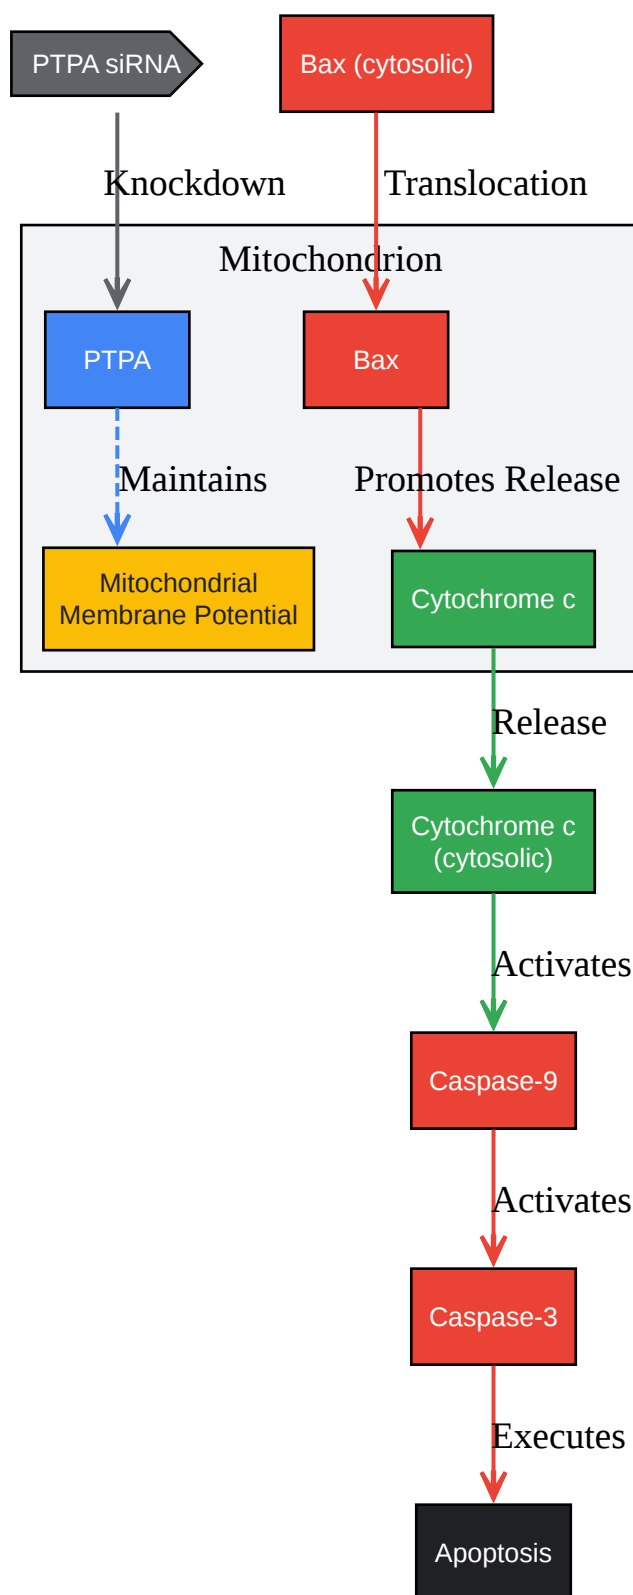 PTPA siRNA
Bax (cytosolic)
Knockdown
Translocation
Mitochondrion
PTPA
Bax
Maintains
Promotes Release
Mitochondrial
Membrane Potential
Cytochrome c
Release
Cytochrome c
(cytosolic)
Activates
Caspase-9
Activates
Caspase-3
Executes
Apoptosis